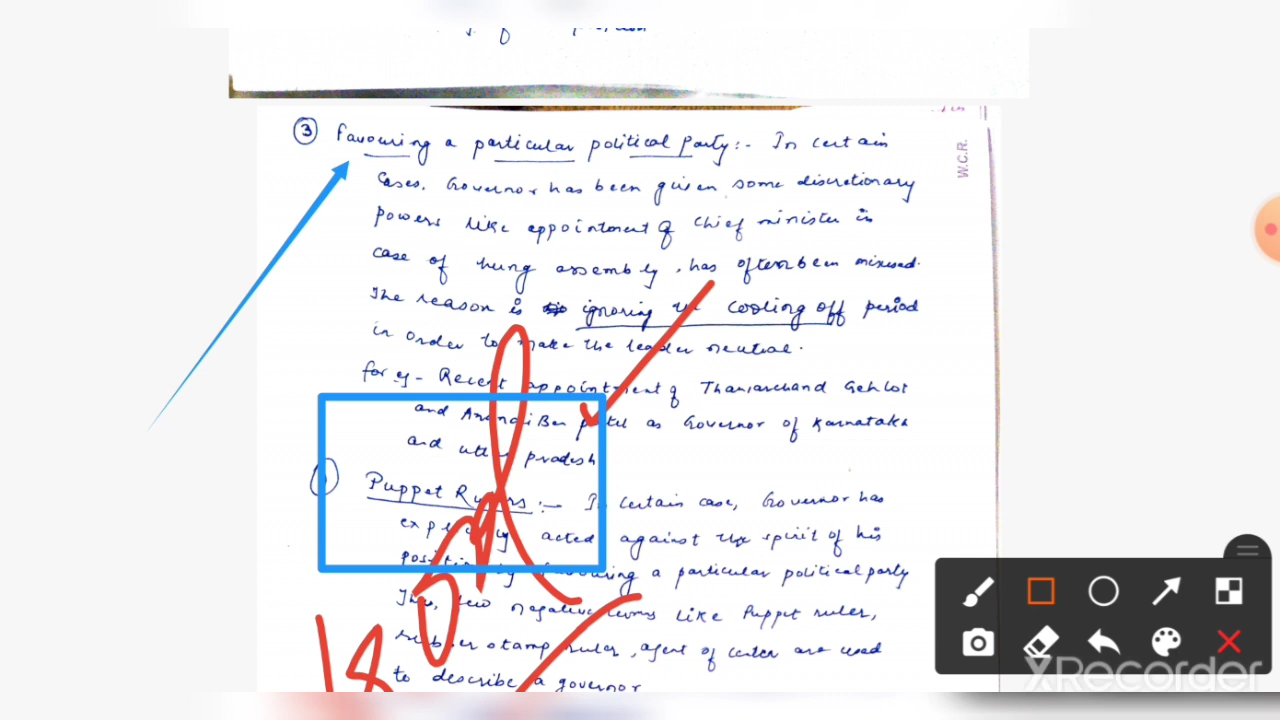 ③ Favouring a particular political Party:- In certain
Cases. Governor has been given some discretionary
powers like appointment of Chief minister in
case of hung assembly, has often been misused.
The reason is ignoring the cooling off period
in order to make the leader neutral.
for eg - Recent appointment of Thawarchand Gehlot
and Anandi Ben patel as Governor of Karnataka
and utter pradesh
Puppet Rulers :- In certain case, Governor has
acted against the spirit of his
position by favouring a particular political party
Thus, few negative terms like Puppet ruler,
rubber stamp ruler, agent of center are used
to describe a governor
W.C.R.
XRecorder